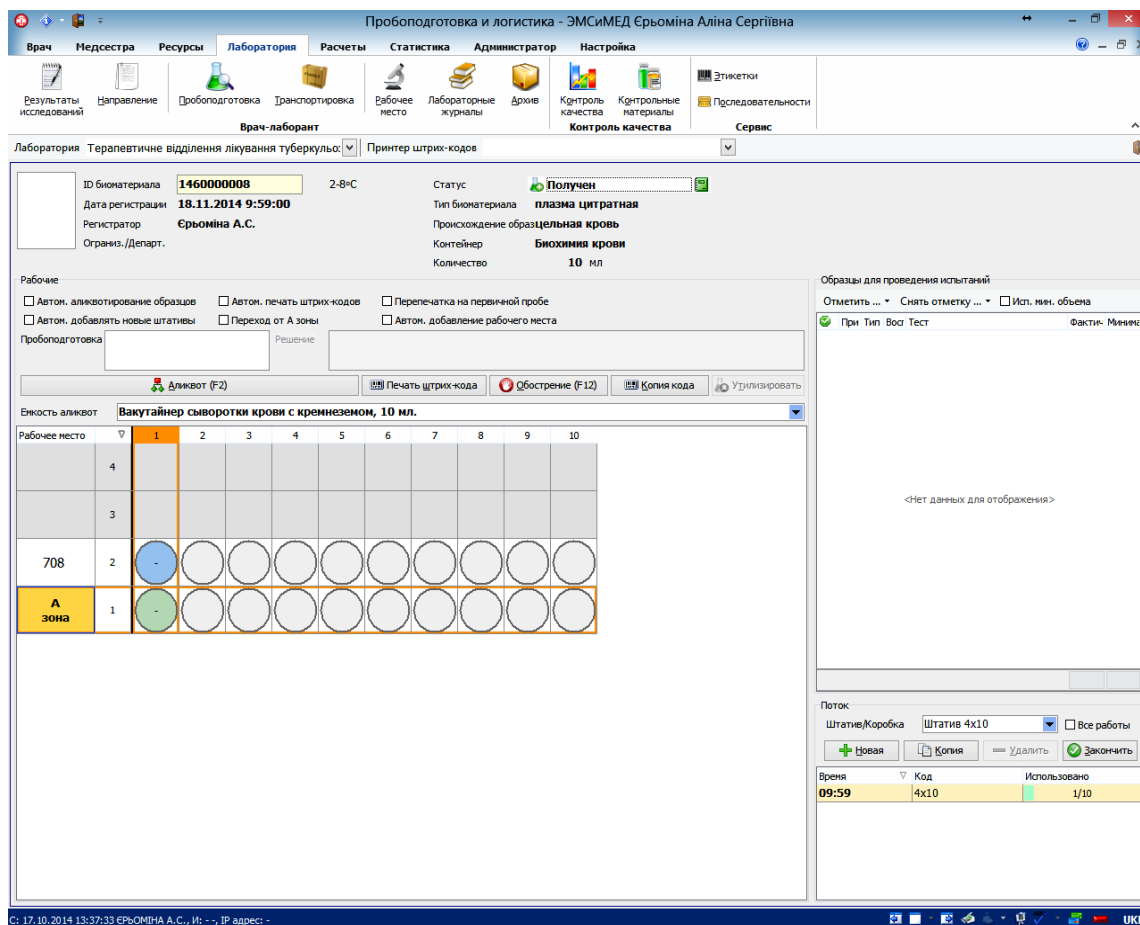 Пробоподготовка и логистика - ЭМСиМЕД Єрьоміна Аліна Сергіївна
Врач Медсестра Ресурсы Лаборатория Расчеты Статистика Администратор Настройка
Результаты исследований Направление Пробоподготовка Транспортировка Рабочее место Лабораторные журналы Архив Контроль качества Контрольные материалы Этикетки
Последовательности
Врач-лаборант Контроль качества Сервис
Лаборатория Терапевтичне відділення лікування туберкульо: Принтер штрих-кодов
ID биоматериала 1460000008 2-8ºC Статус Получен
Дата регистрации 18.11.2014 9:59:00 Тип биоматериала плазма цитратная
Регистратор Єрьоміна А.С. Происхождение образ цельная кровь
Ограниз./Департ. Контейнер Биохимия крови
Количество 10 мл
Рабочие Образцы для проведения испытаний
Автом. аликвотирование образцов Автом. печать штрих-кодов Перепечатка на первичной пробе Отметить ... Снять отметку ... Исп. мин. объема
Автом. добавлять новые штативы Переход от А зоны Автом. добавление рабочего места При Тип Вост Тест Фактич Минима
Пробоподготовка Решение
Аликвот (F2) Печать штрих-кода Обострение (F12) Копия кода Утилизировать
Емкость аликвот Вакутайнер сыворотки крови с кремнеземом, 10 мл.
Рабочее место 1 2 3 4 5 6 7 8 9 10
4
3
<Нет данных для отображения>
708 2 -
А зона 1 -
Поток
Штатив/Коробка Штатив 4x10 Все работы
Новая Копия Удалить Закончить
Время Код Использовано
09:59 4x10 1/10
С: 17.10.2014 13:37:33 ЄРЬОМІНА А.С., И: - -, IP адрес: - UKI